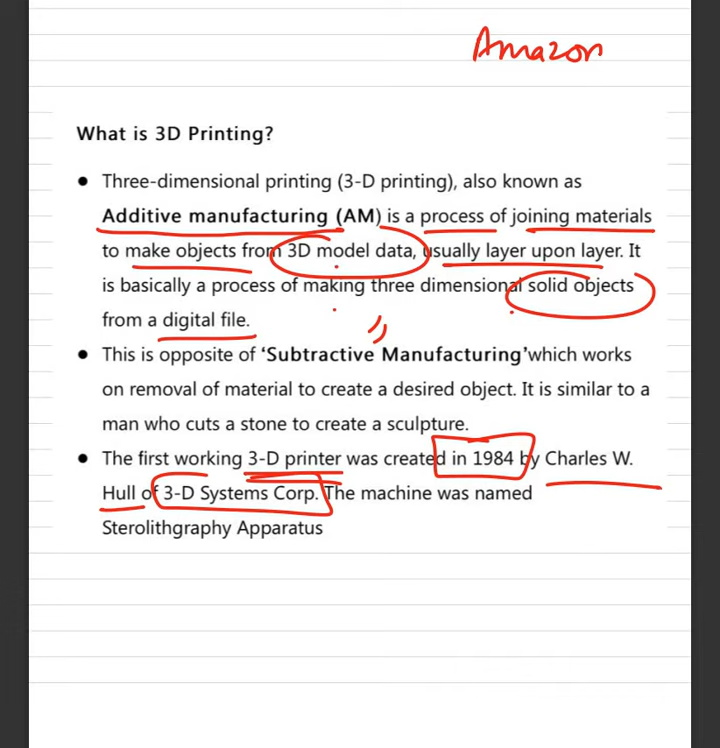 Amazon
What is 3D Printing?
● Three-dimensional printing (3-D printing), also known as
Additive manufacturing (AM) is a process of joining materials
to make objects from 3D model data, usually layer upon layer. It
is basically a process of making three dimensional solid objects
from a digital file.
● This is opposite of ‘Subtractive Manufacturing’which works
on removal of material to create a desired object. It is similar to a
man who cuts a stone to create a sculpture.
● The first working 3-D printer was created in 1984 by Charles W.
Hull of 3-D Systems Corp. The machine was named
Sterolithgraphy Apparatus